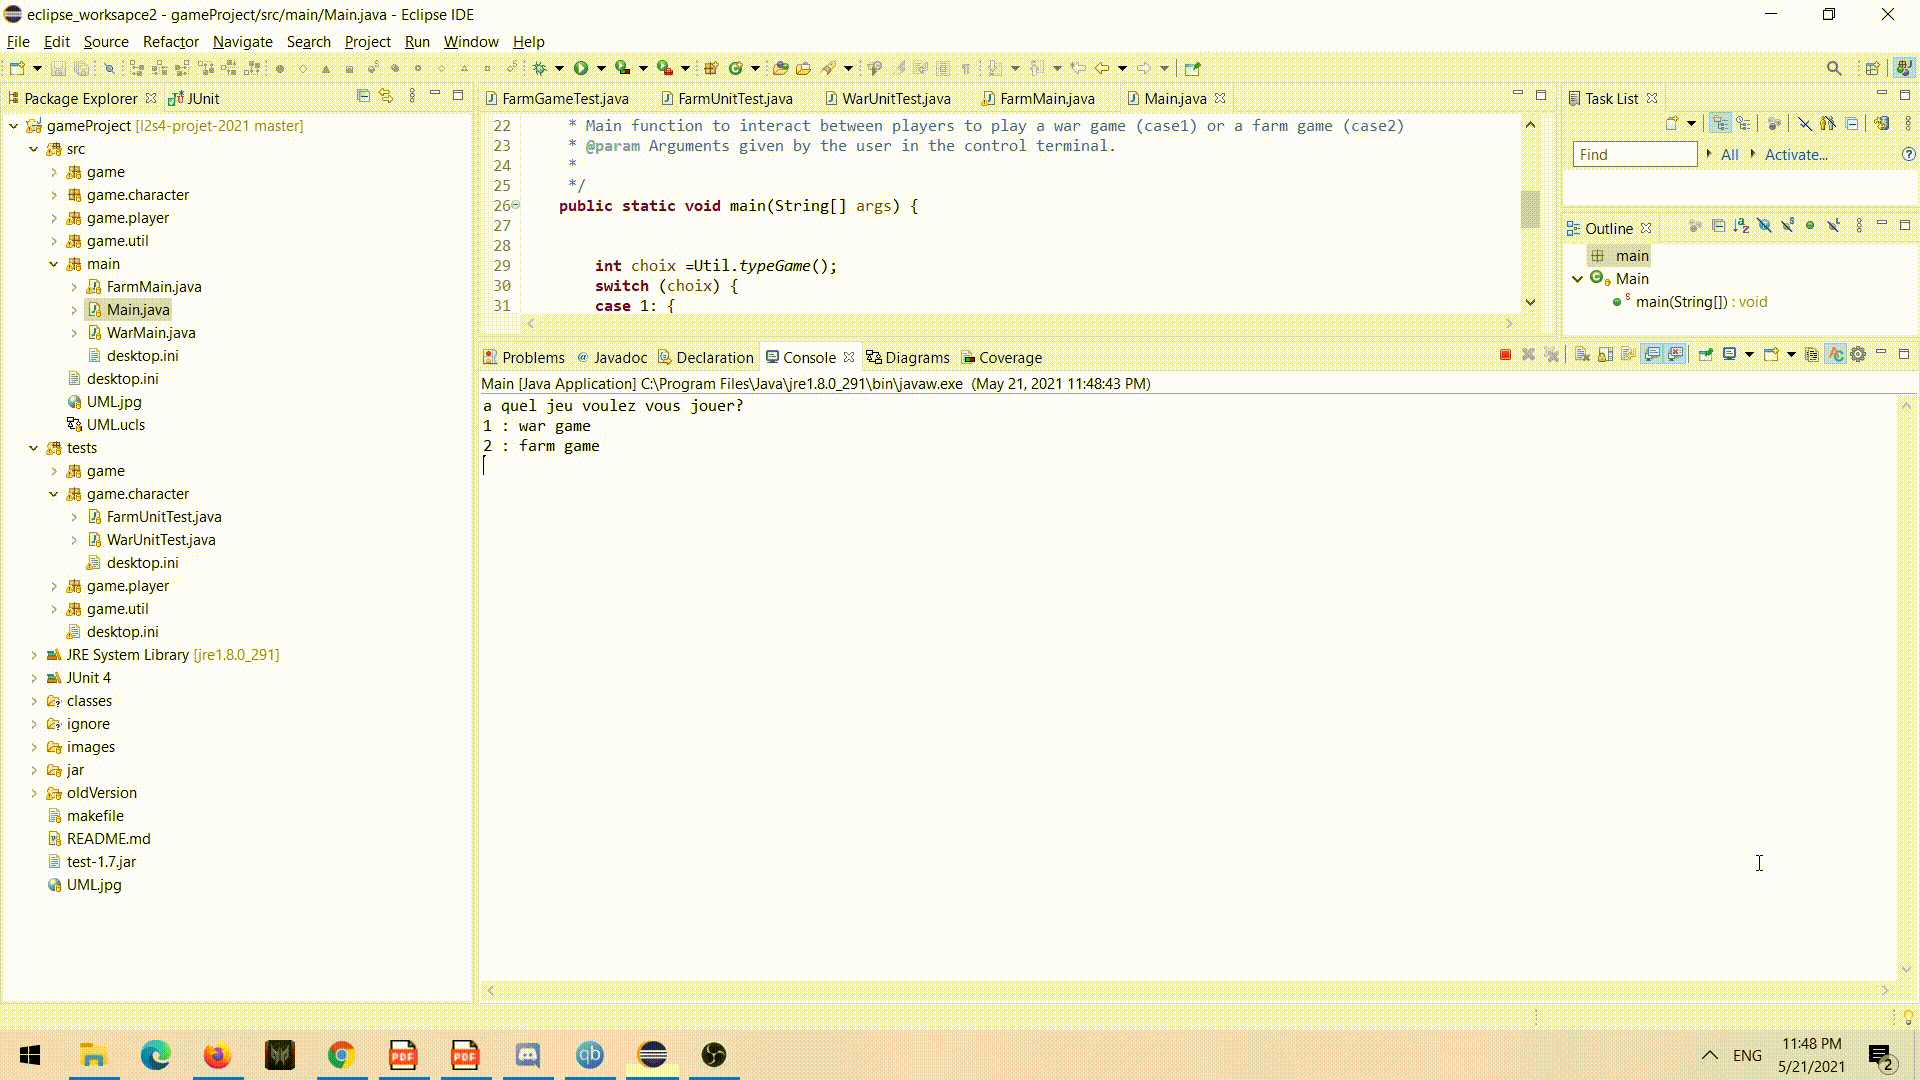 eclipse_worksapce2 - gameProject/src/main/Main.java - Eclipse IDE
File Edit Source Refactor Navigate Search Project Run Window Help
Package Explorer
JUnit
gameProject [l2s4-projet-2021 master]
src
game
game.character
game.player
game.util
main
FarmMain.java
Main.java
WarMain.java
desktop.ini
desktop.ini
UML.jpg
UML.ucls
tests
game
game.character
FarmUnitTest.java
WarUnitTest.java
desktop.ini
game.player
game.util
desktop.ini
JRE System Library [jre1.8.0_291]
JUnit 4
classes
ignore
images
jar
oldVersion
makefile
README.md
test-1.7.jar
UML.jpg
FarmGameTest.java FarmUnitTest.java WarUnitTest.java FarmMain.java Main.java
22 * Main function to interact between players to play a war game (case1) or a farm game (case2)
23 * @param Arguments given by the user in the control terminal.
24 *
25 */
26 public static void main(String[] args) {
27
28
29 int choix =Util.typeGame();
30 switch (choix) {
31 case 1: {
Problems Javadoc Declaration Console Diagrams Coverage
Main [Java Application] C:\Program Files\Java\jre1.8.0_291\bin\javaw.exe (May 21, 2021 11:48:43 PM)
a quel jeu voulez vous jouer?
1 : war game
2 : farm game
Task List
Find All Activate...
Outline
main
Main
main(String[]) : void
ENG
11:48 PM
5/21/2021
2